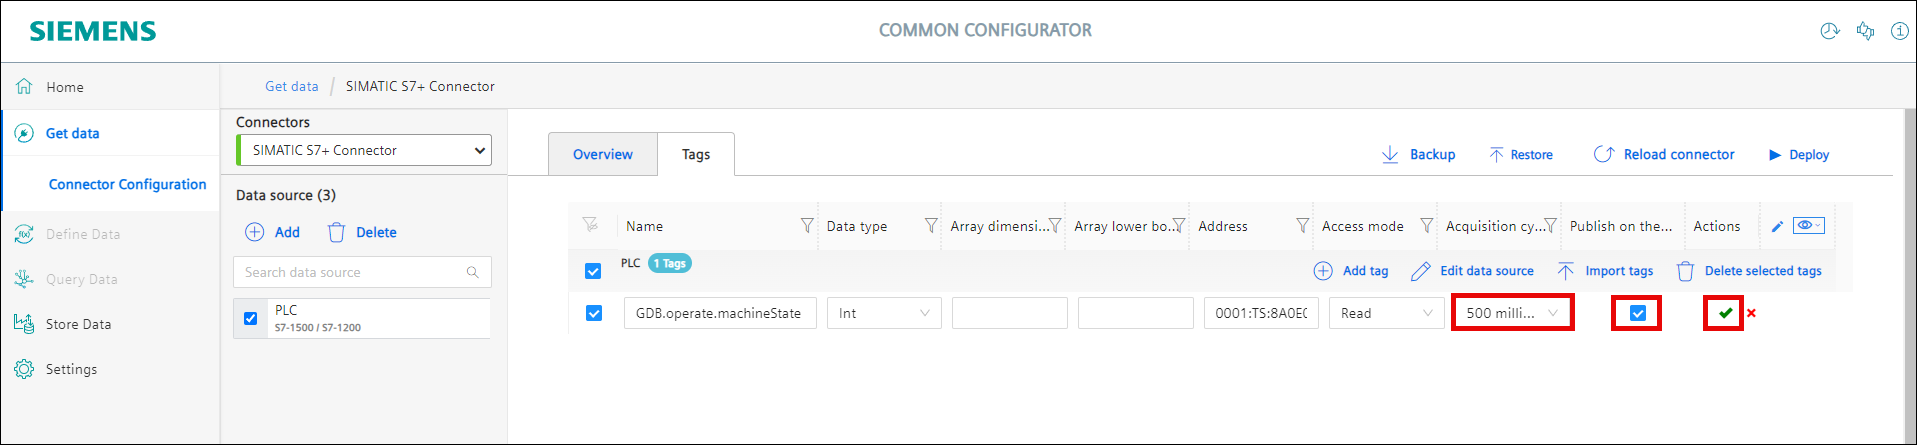 SIEMENS
COMMON CONFIGURATOR
Home
Get data
Connector Configuration
Define Data
Query Data
Store Data
Settings
Get data / SIMATIC S7+ Connector
Connectors
SIMATIC S7+ Connector
Data source (3)
Add Delete
Search data source
PLC
S7-1500 / S7-1200
Overview Tags
Backup Restore Reload connector Deploy
Name Data type Array dimensi... Array lower bo... Address Access mode Acquisition cy... Publish on the... Actions
PLC 1 Tags Add tag Edit data source Import tags Delete selected tags
GDB.operate.machineState Int 0001:TS:8A0E Read 500 milli...